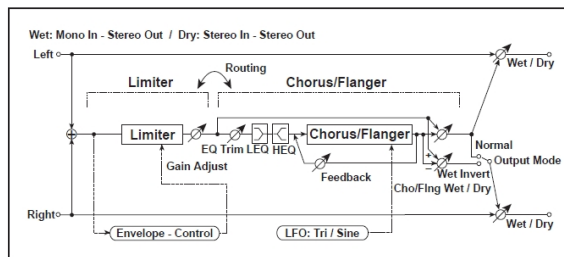 Wet: Mono In - Stereo Out / Dry: Stereo In - Stereo Out
Left
Wet / Dry
Routing
Limiter
Chorus/Flanger
Limiter
EQ Trim
LEQ
HEQ
Chorus/Flanger
Gain Adjust
Feedback
+
−
Normal
Output Mode
Wet Invert
Cho/Flng Wet / Dry
Right
Envelope - Control
LFO: Tri / Sine
Wet / Dry